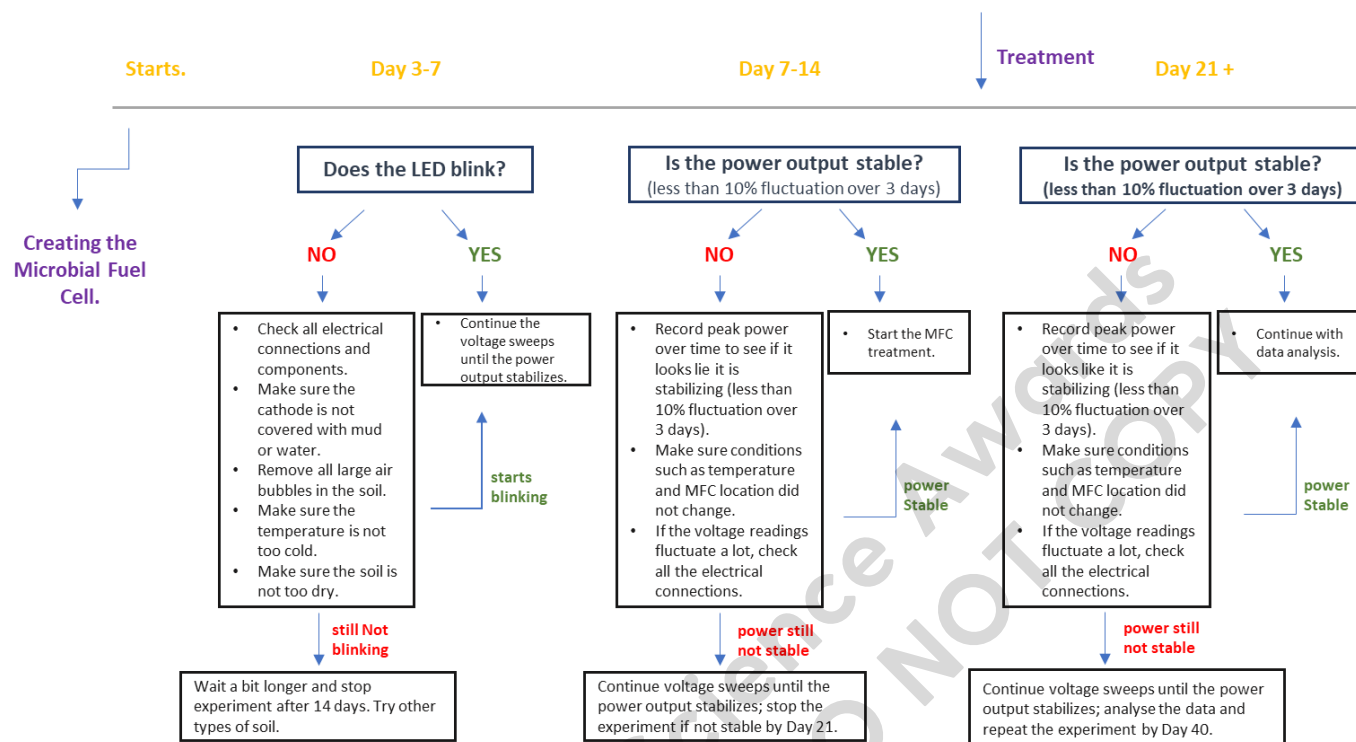 Treatment
Starts.
Day 3-7
Day 7-14
Day 21 +
Creating the
Microbial Fuel
Cell.
Does the LED blink?
NO
YES
• Check all electrical
connections and
components.
• Make sure the
cathode is not
covered with mud
or water.
• Remove all large air
bubbles in the soil.
• Make sure the
temperature is not
too cold.
• Make sure the soil is
not too dry.
• Continue the
voltage sweeps
until the power
output stabilizes.
starts
blinking
still Not
blinking
Wait a bit longer and stop
experiment after 14 days. Try other
types of soil.
Is the power output stable?
(less than 10% fluctuation over 3 days)
NO
YES
• Record peak power
over time to see if it
looks lie it is
stabilizing (less than
10% fluctuation over
3 days).
• Make sure conditions
such as temperature
and MFC location did
not change.
• If the voltage readings
fluctuate a lot, check
all the electrical
connections.
• Start the MFC
treatment.
power
Stable
power still
not stable
Continue voltage sweeps until the
power output stabilizes; stop the
experiment if not stable by Day 21.
Is the power output stable?
(less than 10% fluctuation over 3 days)
NO
YES
• Record peak power
over time to see if it
looks like it is
stabilizing (less than
10% fluctuation over
3 days).
• Make sure conditions
such as temperature
and MFC location did
not change.
• If the voltage readings
fluctuate a lot, check
all the electrical
connections.
• Continue with
data analysis.
power
Stable
power still
not stable
Continue voltage sweeps until the power
output stabilizes; analyse the data and
repeat the experiment by Day 40.
Science Awards
DO NOT COPY